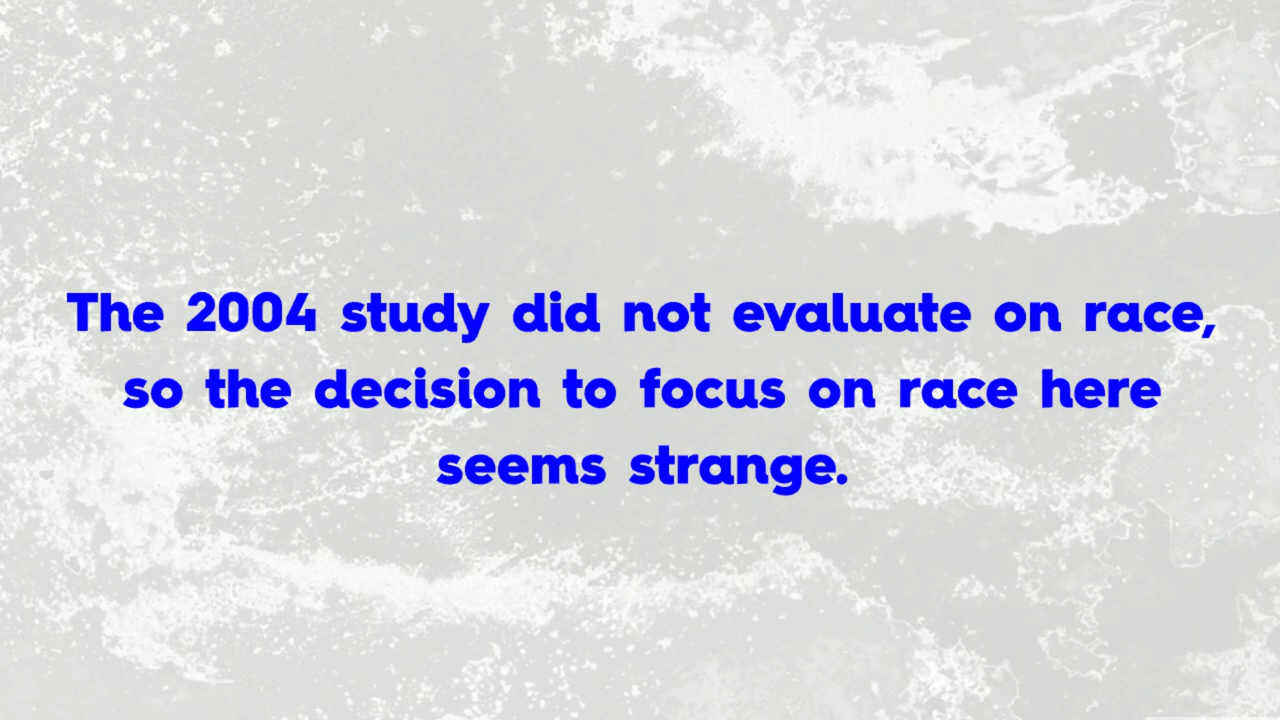 The 2004 study did not evaluate on race,
so the decision to focus on race here
seems strange.